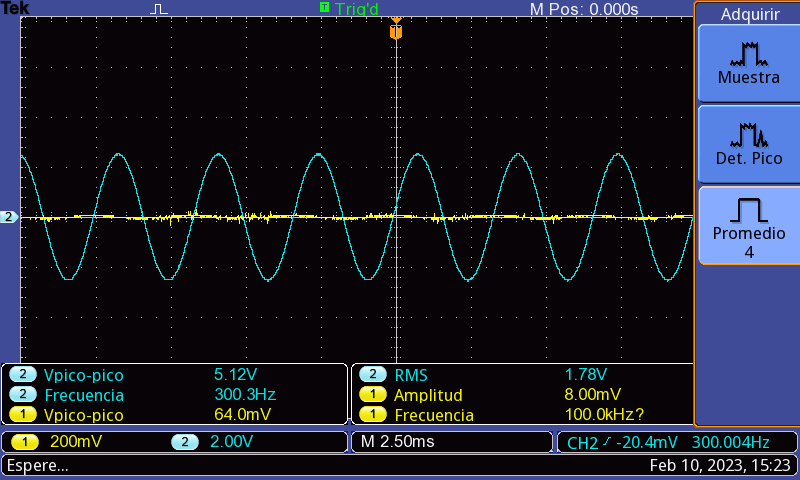 Tek T Trig'd M Pos: 0.000s
T
Adquirir
Muestra
Det. Pico
Promedio
4
2
2 Vpico-pico 5.12V
2 Frecuencia 300.3Hz
1 Vpico-pico 64.0mV
2 RMS 1.78V
1 Amplitud 8.00mV
1 Frecuencia 100.0kHz?
1 200mV 2 2.00V M 2.50ms CH2 -20.4mV 300.004Hz
Espere... Feb 10, 2023, 15:23